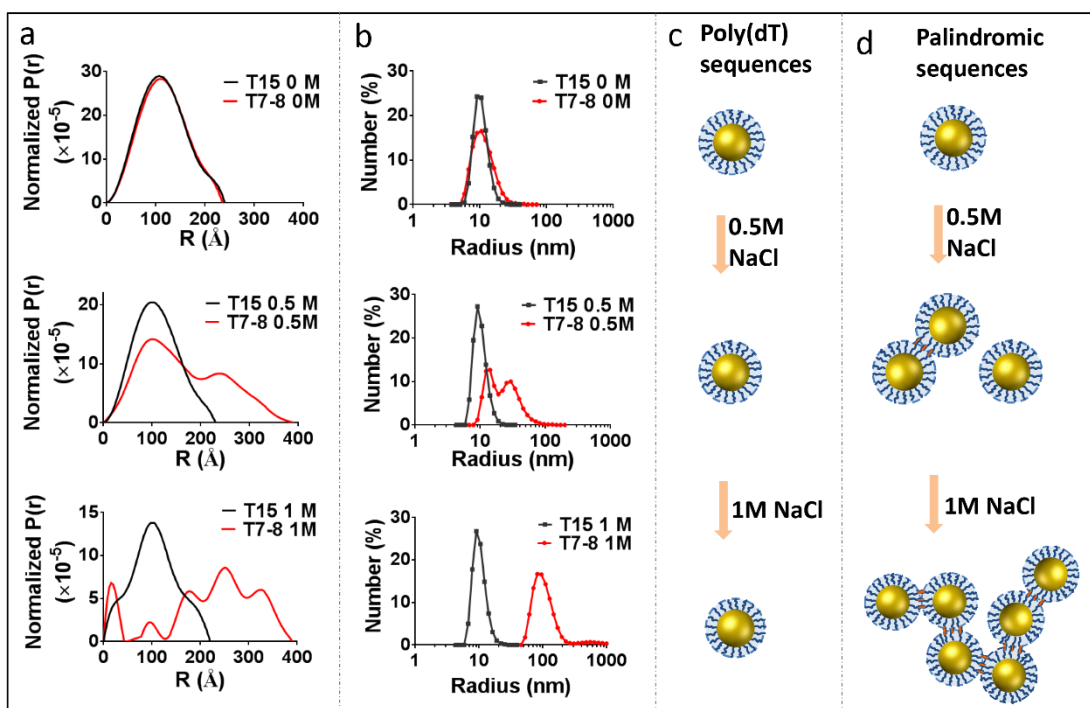 a
Normalized P(r)
(×10⁻⁵)
30
20
10
0
T15 0 M
T7-8 0M
0 100 200 300 400
R (Å)
Normalized P(r)
(×10⁻⁵)
20
10
0
T15 0.5 M
T7-8 0.5M
0 100 200 300 400
R (Å)
Normalized P(r)
(×10⁻⁵)
15
10
5
0
T15 1 M
T7-8 1M
0 100 200 300 400
R (Å)
b
Number (%)
30
20
10
0
T15 0 M
T7-8 0M
1 10 100 1000
Radius (nm)
Number (%)
30
20
10
0
T15 0.5 M
T7-8 0.5M
1 10 100 1000
Radius (nm)
Number (%)
30
20
10
0
T15 1 M
T7-8 1M
1 10 100 1000
Radius (nm)
c
Poly(dT)
sequences
0.5M
NaCl
1M NaCl
d
Palindromic
sequences
0.5M
NaCl
1M NaCl